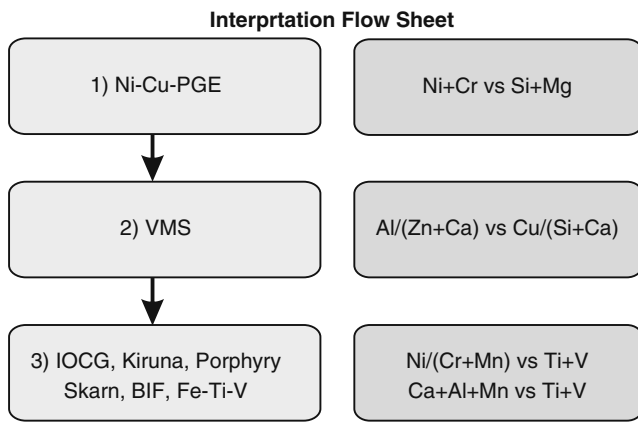 Interprtation Flow Sheet
1) Ni-Cu-PGE
Ni+Cr vs Si+Mg
2) VMS
Al/(Zn+Ca) vs Cu/(Si+Ca)
3) IOCG, Kiruna, Porphyry
Skarn, BIF, Fe-Ti-V
Ni/(Cr+Mn) vs Ti+V
Ca+Al+Mn vs Ti+V